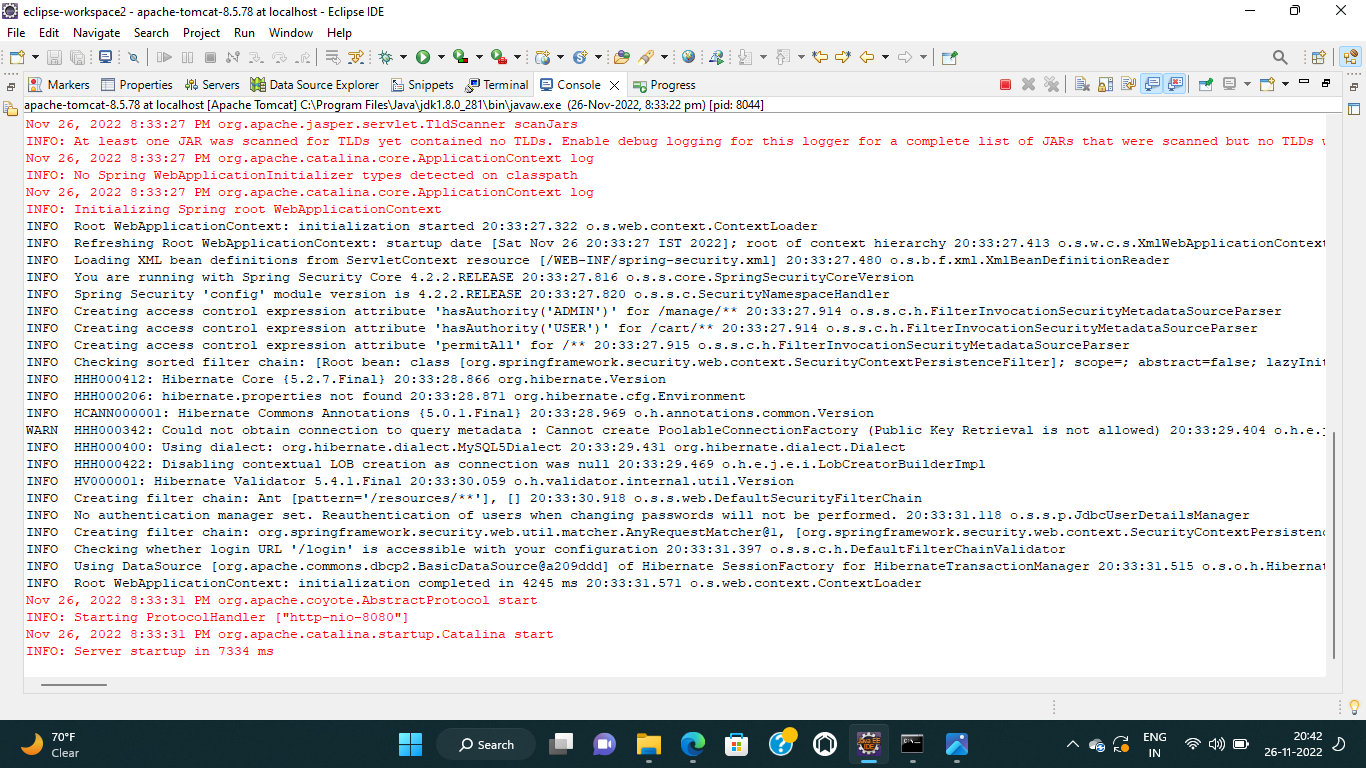 eclipse-workspace2 - apache-tomcat-8.5.78 at localhost - Eclipse IDE
File Edit Navigate Search Project Run Window Help
Markers Properties Servers Data Source Explorer Snippets Terminal Console Progress
apache-tomcat-8.5.78 at localhost [Apache Tomcat] C:\Program Files\Java\jdk1.8.0_281\bin\javaw.exe (26-Nov-2022, 8:33:22 pm) [pid: 8044]
Nov 26, 2022 8:33:27 PM org.apache.jasper.servlet.TldScanner scanJars
INFO: At least one JAR was scanned for TLDs yet contained no TLDs. Enable debug logging for this logger for a complete list of JARs that were scanned but no TLDs
Nov 26, 2022 8:33:27 PM org.apache.catalina.core.ApplicationContext log
INFO: No Spring WebApplicationInitializer types detected on classpath
Nov 26, 2022 8:33:27 PM org.apache.catalina.core.ApplicationContext log
INFO: Initializing Spring root WebApplicationContext
INFO Root WebApplicationContext: initialization started 20:33:27.322 o.s.web.context.ContextLoader
INFO Refreshing Root WebApplicationContext: startup date [Sat Nov 26 20:33:27 IST 2022]; root of context hierarchy 20:33:27.413 o.s.w.c.s.XmlWebApplicationContext
INFO Loading XML bean definitions from ServletContext resource [/WEB-INF/spring-security.xml] 20:33:27.480 o.s.b.f.xml.XmlBeanDefinitionReader
INFO You are running with Spring Security Core 4.2.2.RELEASE 20:33:27.816 o.s.s.core.SpringSecurityCoreVersion
INFO Spring Security 'config' module version is 4.2.2.RELEASE 20:33:27.820 o.s.s.c.SecurityNamespaceHandler
INFO Creating access control expression attribute 'hasAuthority('ADMIN')' for /manage/** 20:33:27.914 o.s.s.c.h.FilterInvocationSecurityMetadataSourceParser
INFO Creating access control expression attribute 'hasAuthority('USER')' for /cart/** 20:33:27.914 o.s.s.c.h.FilterInvocationSecurityMetadataSourceParser
INFO Creating access control expression attribute 'permitAll' for /** 20:33:27.915 o.s.s.c.h.FilterInvocationSecurityMetadataSourceParser
INFO Checking sorted filter chain: [Root bean: class [org.springframework.security.web.context.SecurityContextPersistenceFilter]; scope=; abstract=false; lazyInit
INFO HHH000412: Hibernate Core {5.2.7.Final} 20:33:28.866 org.hibernate.Version
INFO HHH000206: hibernate.properties not found 20:33:28.871 org.hibernate.cfg.Environment
INFO HCANN000001: Hibernate Commons Annotations {5.0.1.Final} 20:33:28.969 o.h.annotations.common.Version
WARN HHH000342: Could not obtain connection to query metadata : Cannot create PoolableConnectionFactory (Public Key Retrieval is not allowed) 20:33:29.404 o.h.e.j
INFO HHH000400: Using dialect: org.hibernate.dialect.MySQL5Dialect 20:33:29.431 org.hibernate.dialect.Dialect
INFO HHH000422: Disabling contextual LOB creation as connection was null 20:33:29.469 o.h.e.j.e.i.LobCreatorBuilderImpl
INFO HV000001: Hibernate Validator 5.4.1.Final 20:33:30.059 o.h.validator.internal.util.Version
INFO Creating filter chain: Ant [pattern='/resources/**'], [] 20:33:30.918 o.s.s.web.DefaultSecurityFilterChain
INFO No authentication manager set. Reauthentication of users when changing passwords will not be performed. 20:33:31.118 o.s.s.p.JdbcUserDetailsManager
INFO Creating filter chain: org.springframework.security.web.util.matcher.AnyRequestMatcher@1, [org.springframework.security.web.context.SecurityContextPersisten
INFO Checking whether login URL '/login' is accessible with your configuration 20:33:31.397 o.s.s.c.h.DefaultFilterChainValidator
INFO Using DataSource [org.apache.commons.dbcp2.BasicDataSource@a209ddd] of Hibernate SessionFactory for HibernateTransactionManager 20:33:31.515 o.s.o.h.Hibernat
INFO Root WebApplicationContext: initialization completed in 4245 ms 20:33:31.571 o.s.web.context.ContextLoader
Nov 26, 2022 8:33:31 PM org.apache.coyote.AbstractProtocol start
INFO: Starting ProtocolHandler ["http-nio-8080"]
Nov 26, 2022 8:33:31 PM org.apache.catalina.startup.Catalina start
INFO: Server startup in 7334 ms
70°F
Clear
Search
ENG
IN
20:42
26-11-2022